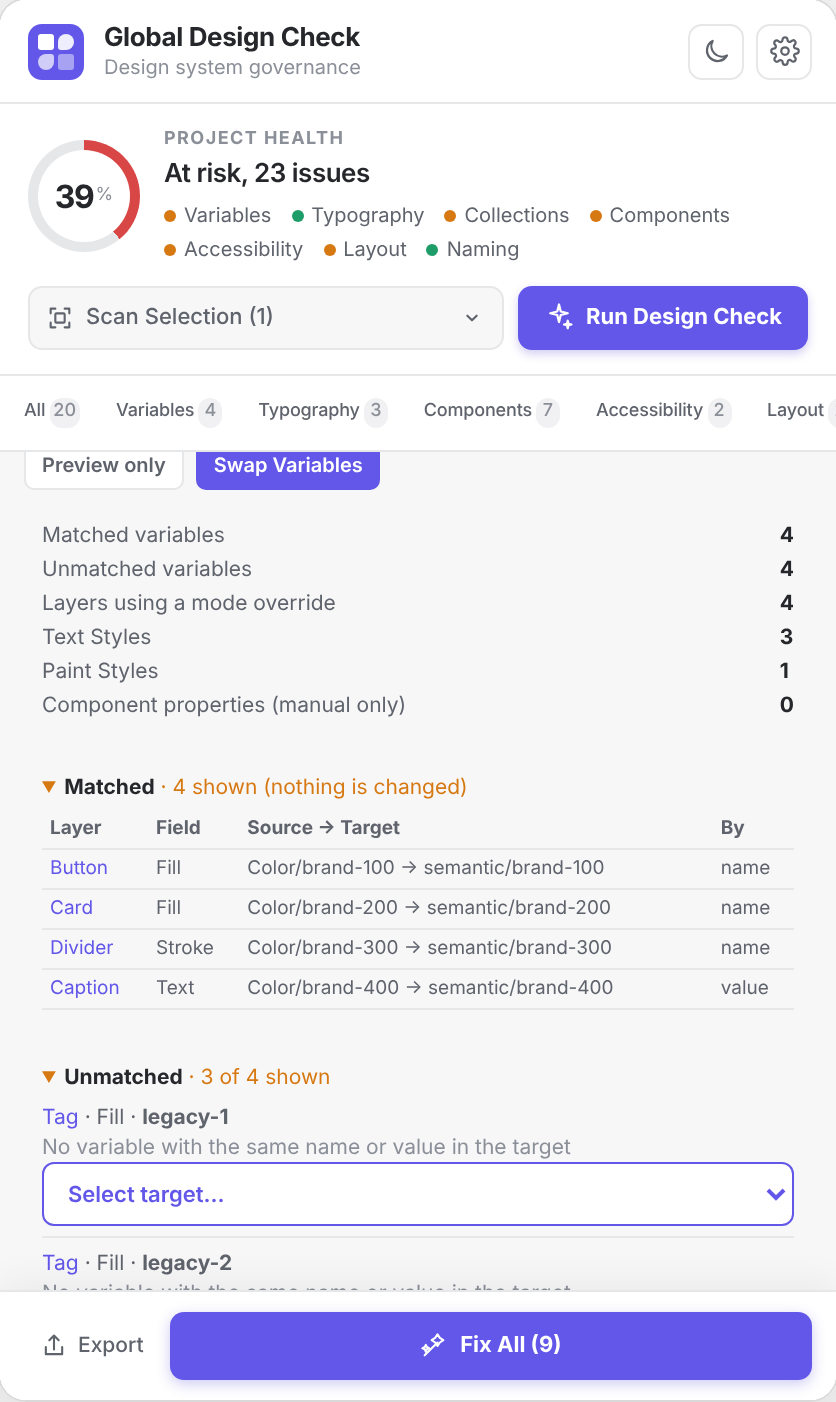 Global Design Check
Design system governance
39%
PROJECT HEALTH
At risk, 23 issues
Variables Typography Collections Components
Accessibility Layout Naming
Scan Selection (1)
Run Design Check
All 20 Variables 4 Typography 3 Components 7 Accessibility 2 Layout
Preview only Swap Variables
Matched variables 4
Unmatched variables 4
Layers using a mode override 4
Text Styles 3
Paint Styles 1
Component properties (manual only) 0
▼ Matched · 4 shown (nothing is changed)
Layer Field Source → Target By
Button Fill Color/brand-100 → semantic/brand-100 name
Card Fill Color/brand-200 → semantic/brand-200 name
Divider Stroke Color/brand-300 → semantic/brand-300 name
Caption Text Color/brand-400 → semantic/brand-400 value
▼ Unmatched · 3 of 4 shown
Tag · Fill · legacy-1
No variable with the same name or value in the target
Select target...
Tag · Fill · legacy-2
Export
Fix All (9)